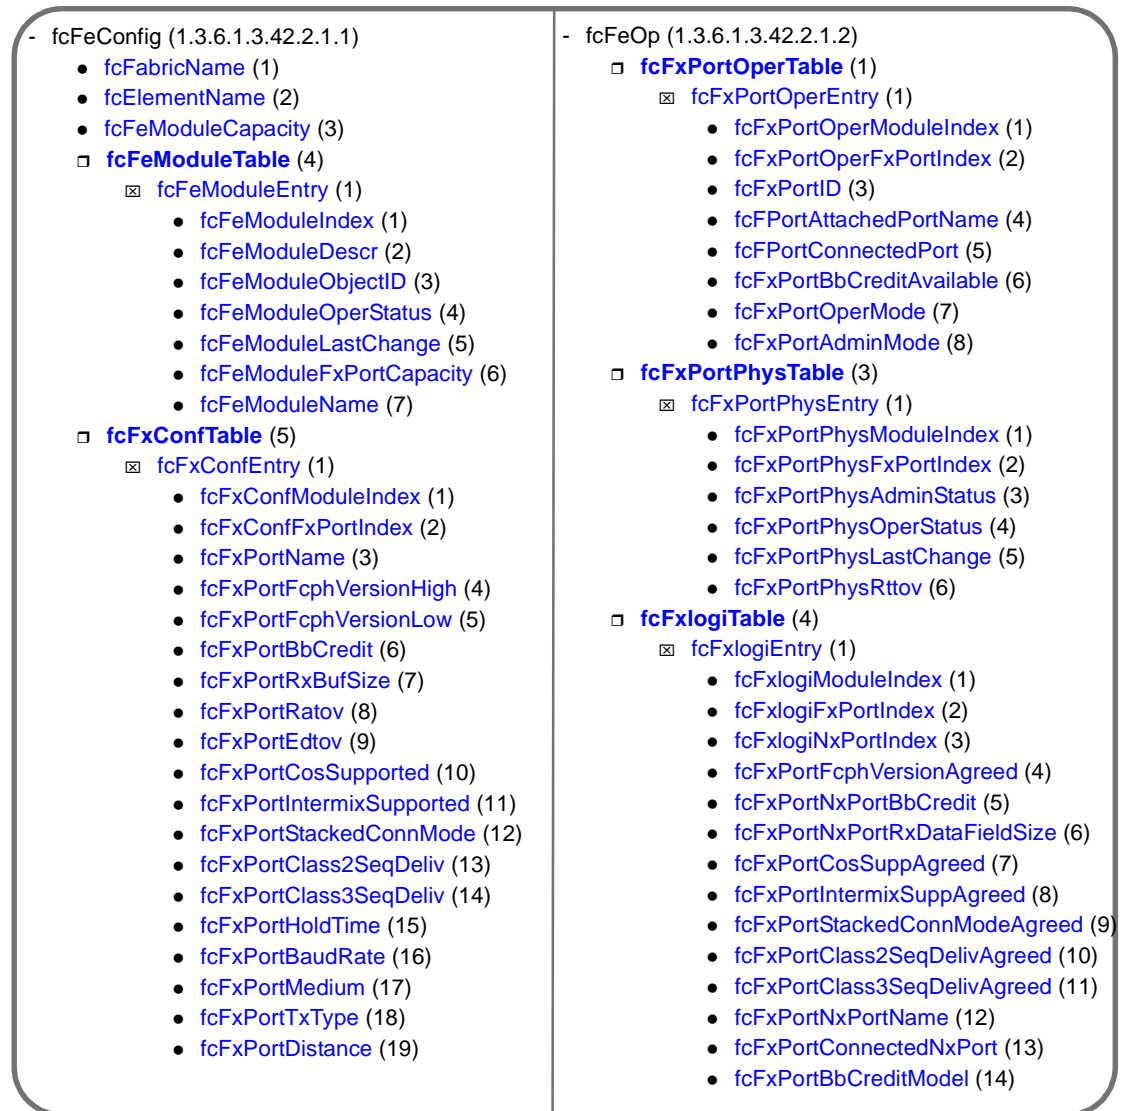 - fcFeConfig (1.3.6.1.3.42.2.1.1)
fcFabricName (1)
fcElementName (2)
fcFeModuleCapacity (3)
fcFeModuleTable (4)
fcFeModuleEntry (1)
fcFeModuleIndex (1)
fcFeModuleDescr (2)
fcFeModuleObjectID (3)
fcFeModuleOperStatus (4)
fcFeModuleLastChange (5)
fcFeModuleFxPortCapacity (6)
fcFeModuleName (7)
fcFxConfTable (5)
fcFxConfEntry (1)
fcFxConfModuleIndex (1)
fcFxConfFxPortIndex (2)
fcFxPortName (3)
fcFxPortFcphVersionHigh (4)
fcFxPortFcphVersionLow (5)
fcFxPortBbCredit (6)
fcFxPortRxBufSize (7)
fcFxPortRatov (8)
fcFxPortEdtov (9)
fcFxPortCosSupported (10)
fcFxPortIntermixSupported (11)
fcFxPortStackedConnMode (12)
fcFxPortClass2SeqDeliv (13)
fcFxPortClass3SeqDeliv (14)
fcFxPortHoldTime (15)
fcFxPortBaudRate (16)
fcFxPortMedium (17)
fcFxPortTxType (18)
fcFxPortDistance (19)
- fcFeOp (1.3.6.1.3.42.2.1.2)
fcFxPortOperTable (1)
fcFxPortOperEntry (1)
fcFxPortOperModuleIndex (1)
fcFxPortOperFxPortIndex (2)
fcFxPortID (3)
fcFPortAttachedPortName (4)
fcFPortConnectedPort (5)
fcFxPortBbCreditAvailable (6)
fcFxPortOperMode (7)
fcFxPortAdminMode (8)
fcFxPortPhysTable (3)
fcFxPortPhysEntry (1)
fcFxPortPhysModuleIndex (1)
fcFxPortPhysFxPortIndex (2)
fcFxPortPhysAdminStatus (3)
fcFxPortPhysOperStatus (4)
fcFxPortPhysLastChange (5)
fcFxPortPhysRttov (6)
fcFxlogiTable (4)
fcFxlogiEntry (1)
fcFxlogiModuleIndex (1)
fcFxlogiFxPortIndex (2)
fcFxlogiNxPortIndex (3)
fcFxPortFcphVersionAgreed (4)
fcFxPortNxPortBbCredit (5)
fcFxPortNxPortRxDataFieldSize (6)
fcFxPortCosSuppAgreed (7)
fcFxPortIntermixSuppAgreed (8)
fcFxPortStackedConnModeAgreed (9)
fcFxPortClass2SeqDelivAgreed (10)
fcFxPortClass3SeqDelivAgreed (11)
fcFxPortNxPortName (12)
fcFxPortConnectedNxPort (13)
fcFxPortBbCreditModel (14)